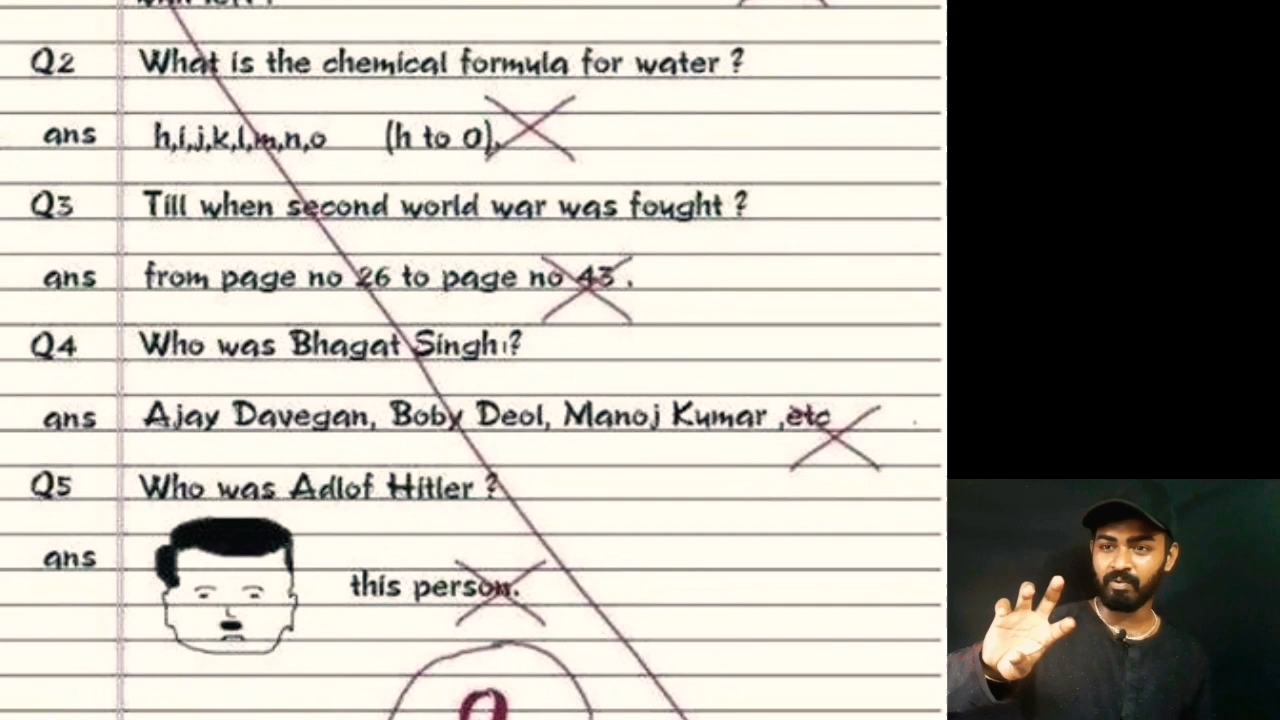 Q2 What is the chemical formula for water ?
ans h,i,j,k,l,m,n,o (h to O).
Q3 Till when second world war was fought ?
ans from page no 26 to page no 43 .
Q4 Who was Bhagat Singh ?
ans Ajay Davegan, Boby Deol, Manoj Kumar ,etc
Q5 Who was Adlof Hitler ?
ans this person.